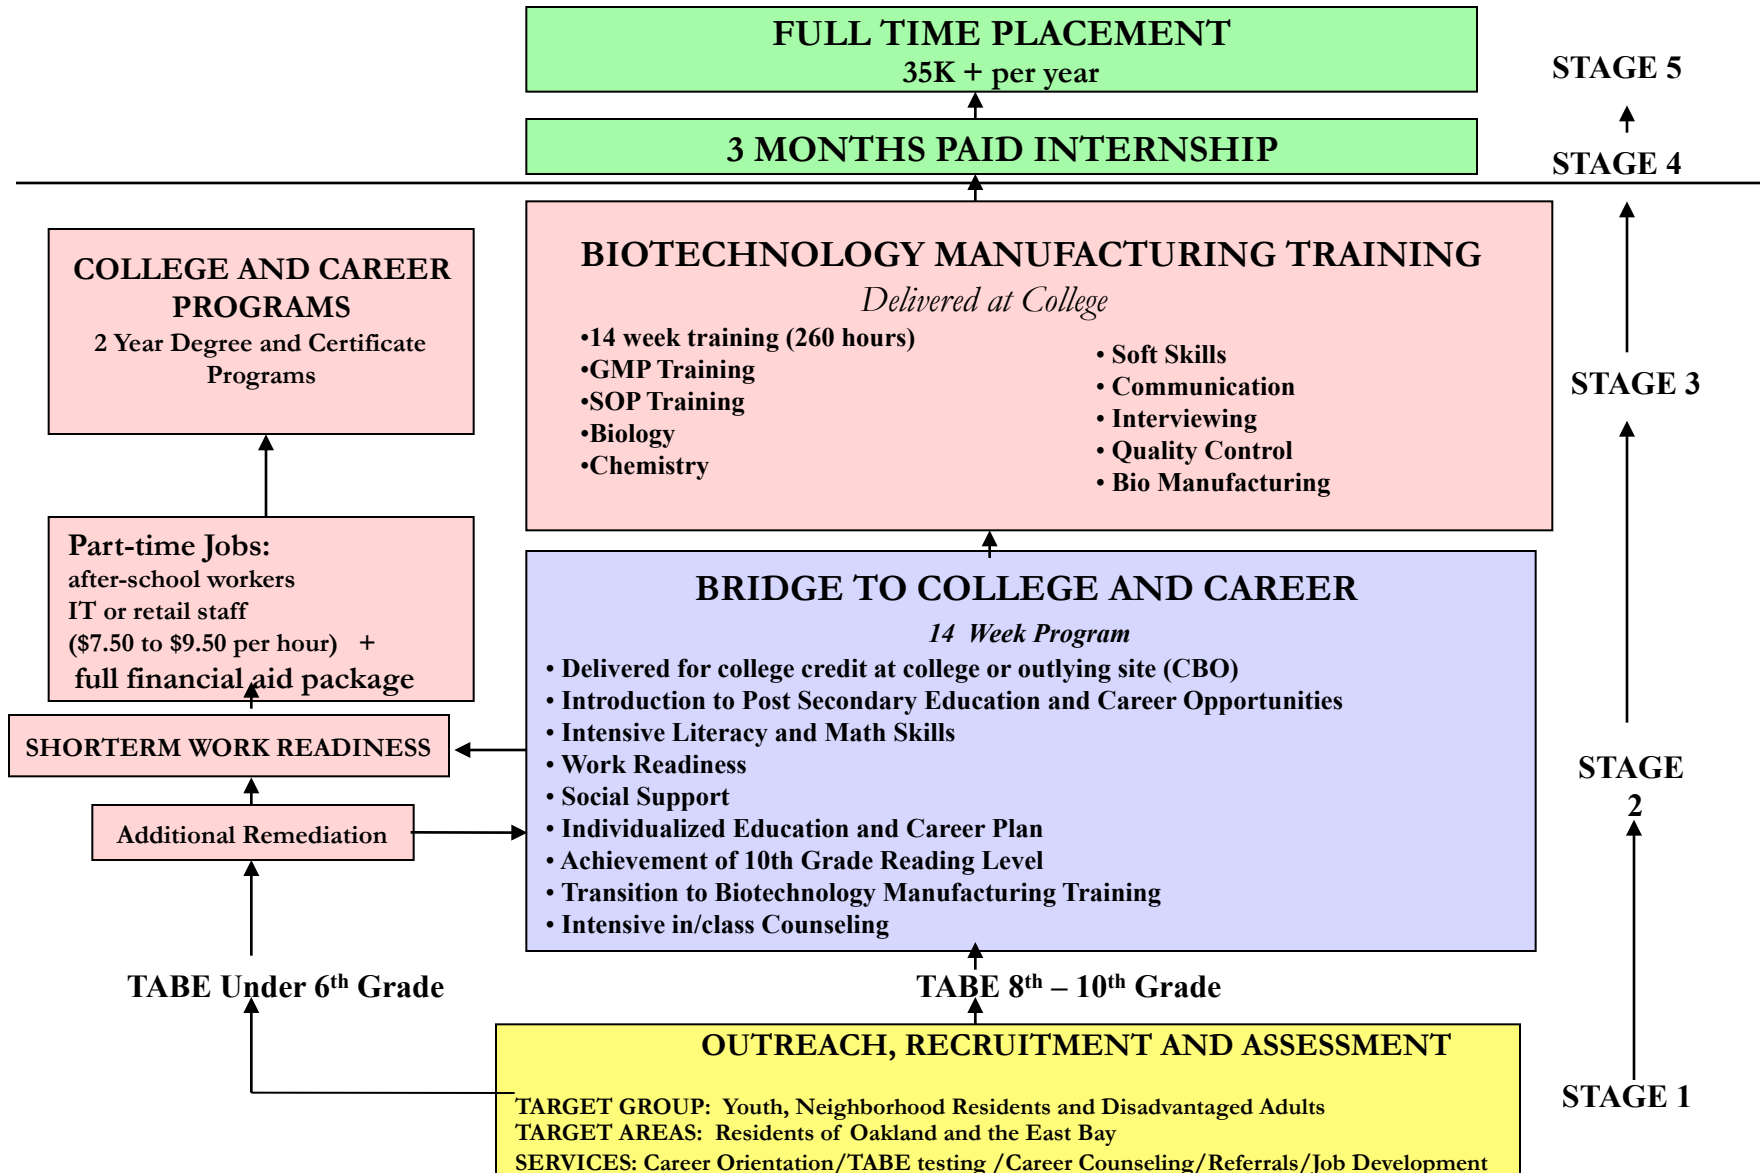 FULL TIME PLACEMENT
35K + per year
STAGE 5
3 MONTHS PAID INTERNSHIP
STAGE 4
COLLEGE AND CAREER
PROGRAMS
2 Year Degree and Certificate
Programs
BIOTECHNOLOGY MANUFACTURING TRAINING
Delivered at College
•14 week training (260 hours)
•GMP Training
•SOP Training
•Biology
•Chemistry
• Soft Skills
• Communication
• Interviewing
• Quality Control
• Bio Manufacturing
STAGE 3
Part-time Jobs:
after-school workers
IT or retail staff
($7.50 to $9.50 per hour) +
full financial aid package
SHORTERM WORK READINESS
Additional Remediation
BRIDGE TO COLLEGE AND CAREER
14 Week Program
• Delivered for college credit at college or outlying site (CBO)
• Introduction to Post Secondary Education and Career Opportunities
• Intensive Literacy and Math Skills
• Work Readiness
• Social Support
• Individualized Education and Career Plan
• Achievement of 10th Grade Reading Level
• Transition to Biotechnology Manufacturing Training
• Intensive in/class Counseling
STAGE
2
TABE Under 6th Grade
TABE 8th – 10th Grade
OUTREACH, RECRUITMENT AND ASSESSMENT
TARGET GROUP: Youth, Neighborhood Residents and Disadvantaged Adults
TARGET AREAS: Residents of Oakland and the East Bay
SERVICES: Career Orientation/TABE testing /Career Counseling/Referrals/Job Development
STAGE 1